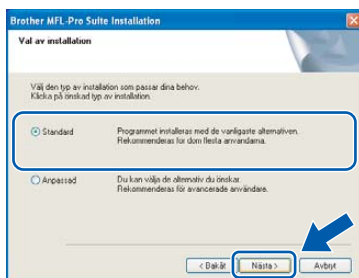 Brother MFL-Pro Suite Installation
Val av installation
Välj den typ av installation som passar dina behov.
Klicka på önskad typ av installation.
Standard
Programmet installeras med de vanligaste alternativen.
Rekommenderas för dom flesta användarna.
Anpassad
Du kan välja de alternativ du önskar.
Rekommenderas för avancerade användare.
< Bakåt
Nästa >
Avbryt